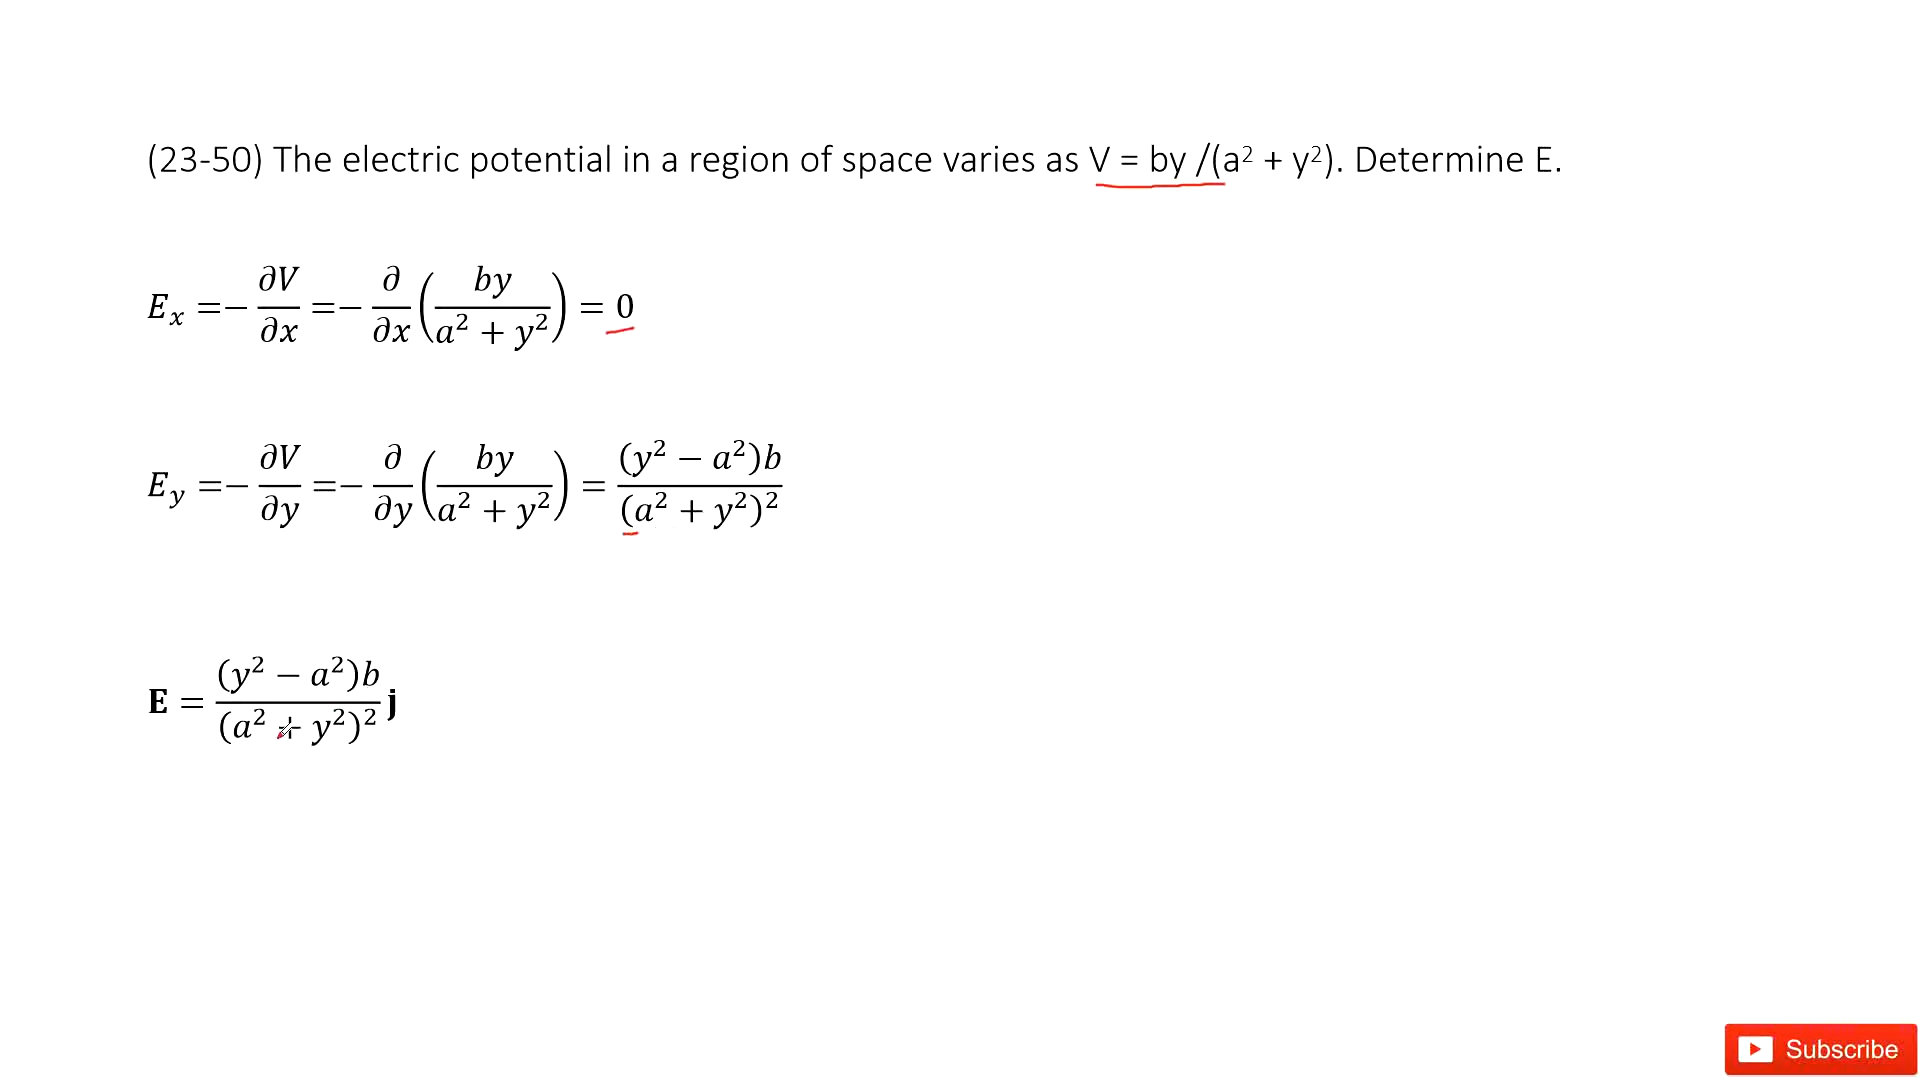 (23-50) The electric potential in a region of space varies as V = by /(a² + y²). Determine E.
E_x =− ∂V/∂x =− ∂/∂x (by/(a² + y²)) = 0
E_y =− ∂V/∂y =− ∂/∂y (by/(a² + y²)) = (y² − a²)b/(a² + y²)²
E = (y² − a²)b/(a² + y²)² j
Subscribe